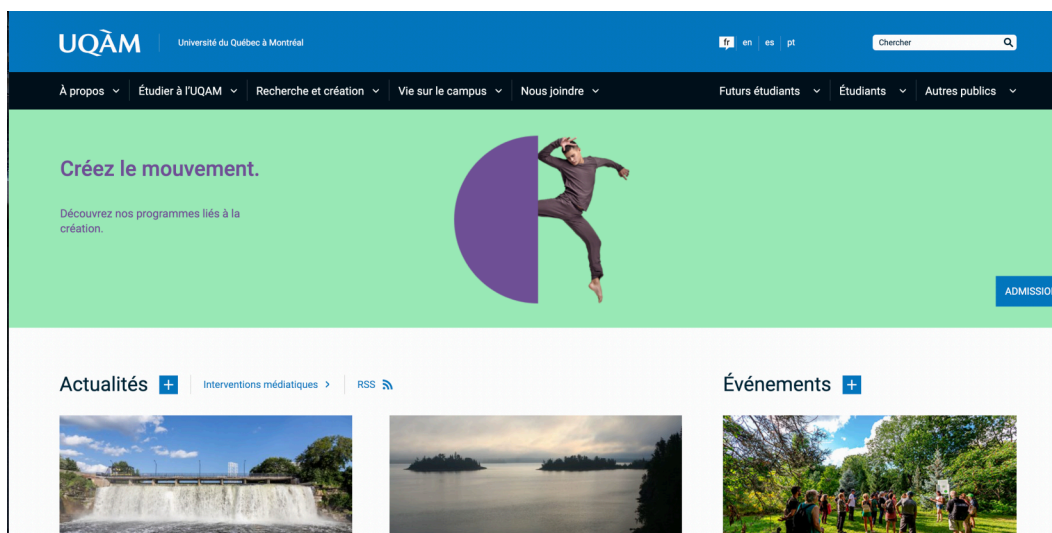 UQÀM
Université du Québec à Montréal
fr en es pt
Chercher
À propos
Étudier à l'UQAM
Recherche et création
Vie sur le campus
Nous joindre
Futurs étudiants
Étudiants
Autres publics
Créez le mouvement.
Découvrez nos programmes liés à la
création.
ADMISSION
Actualités +
Interventions médiatiques
RSS
Événements +